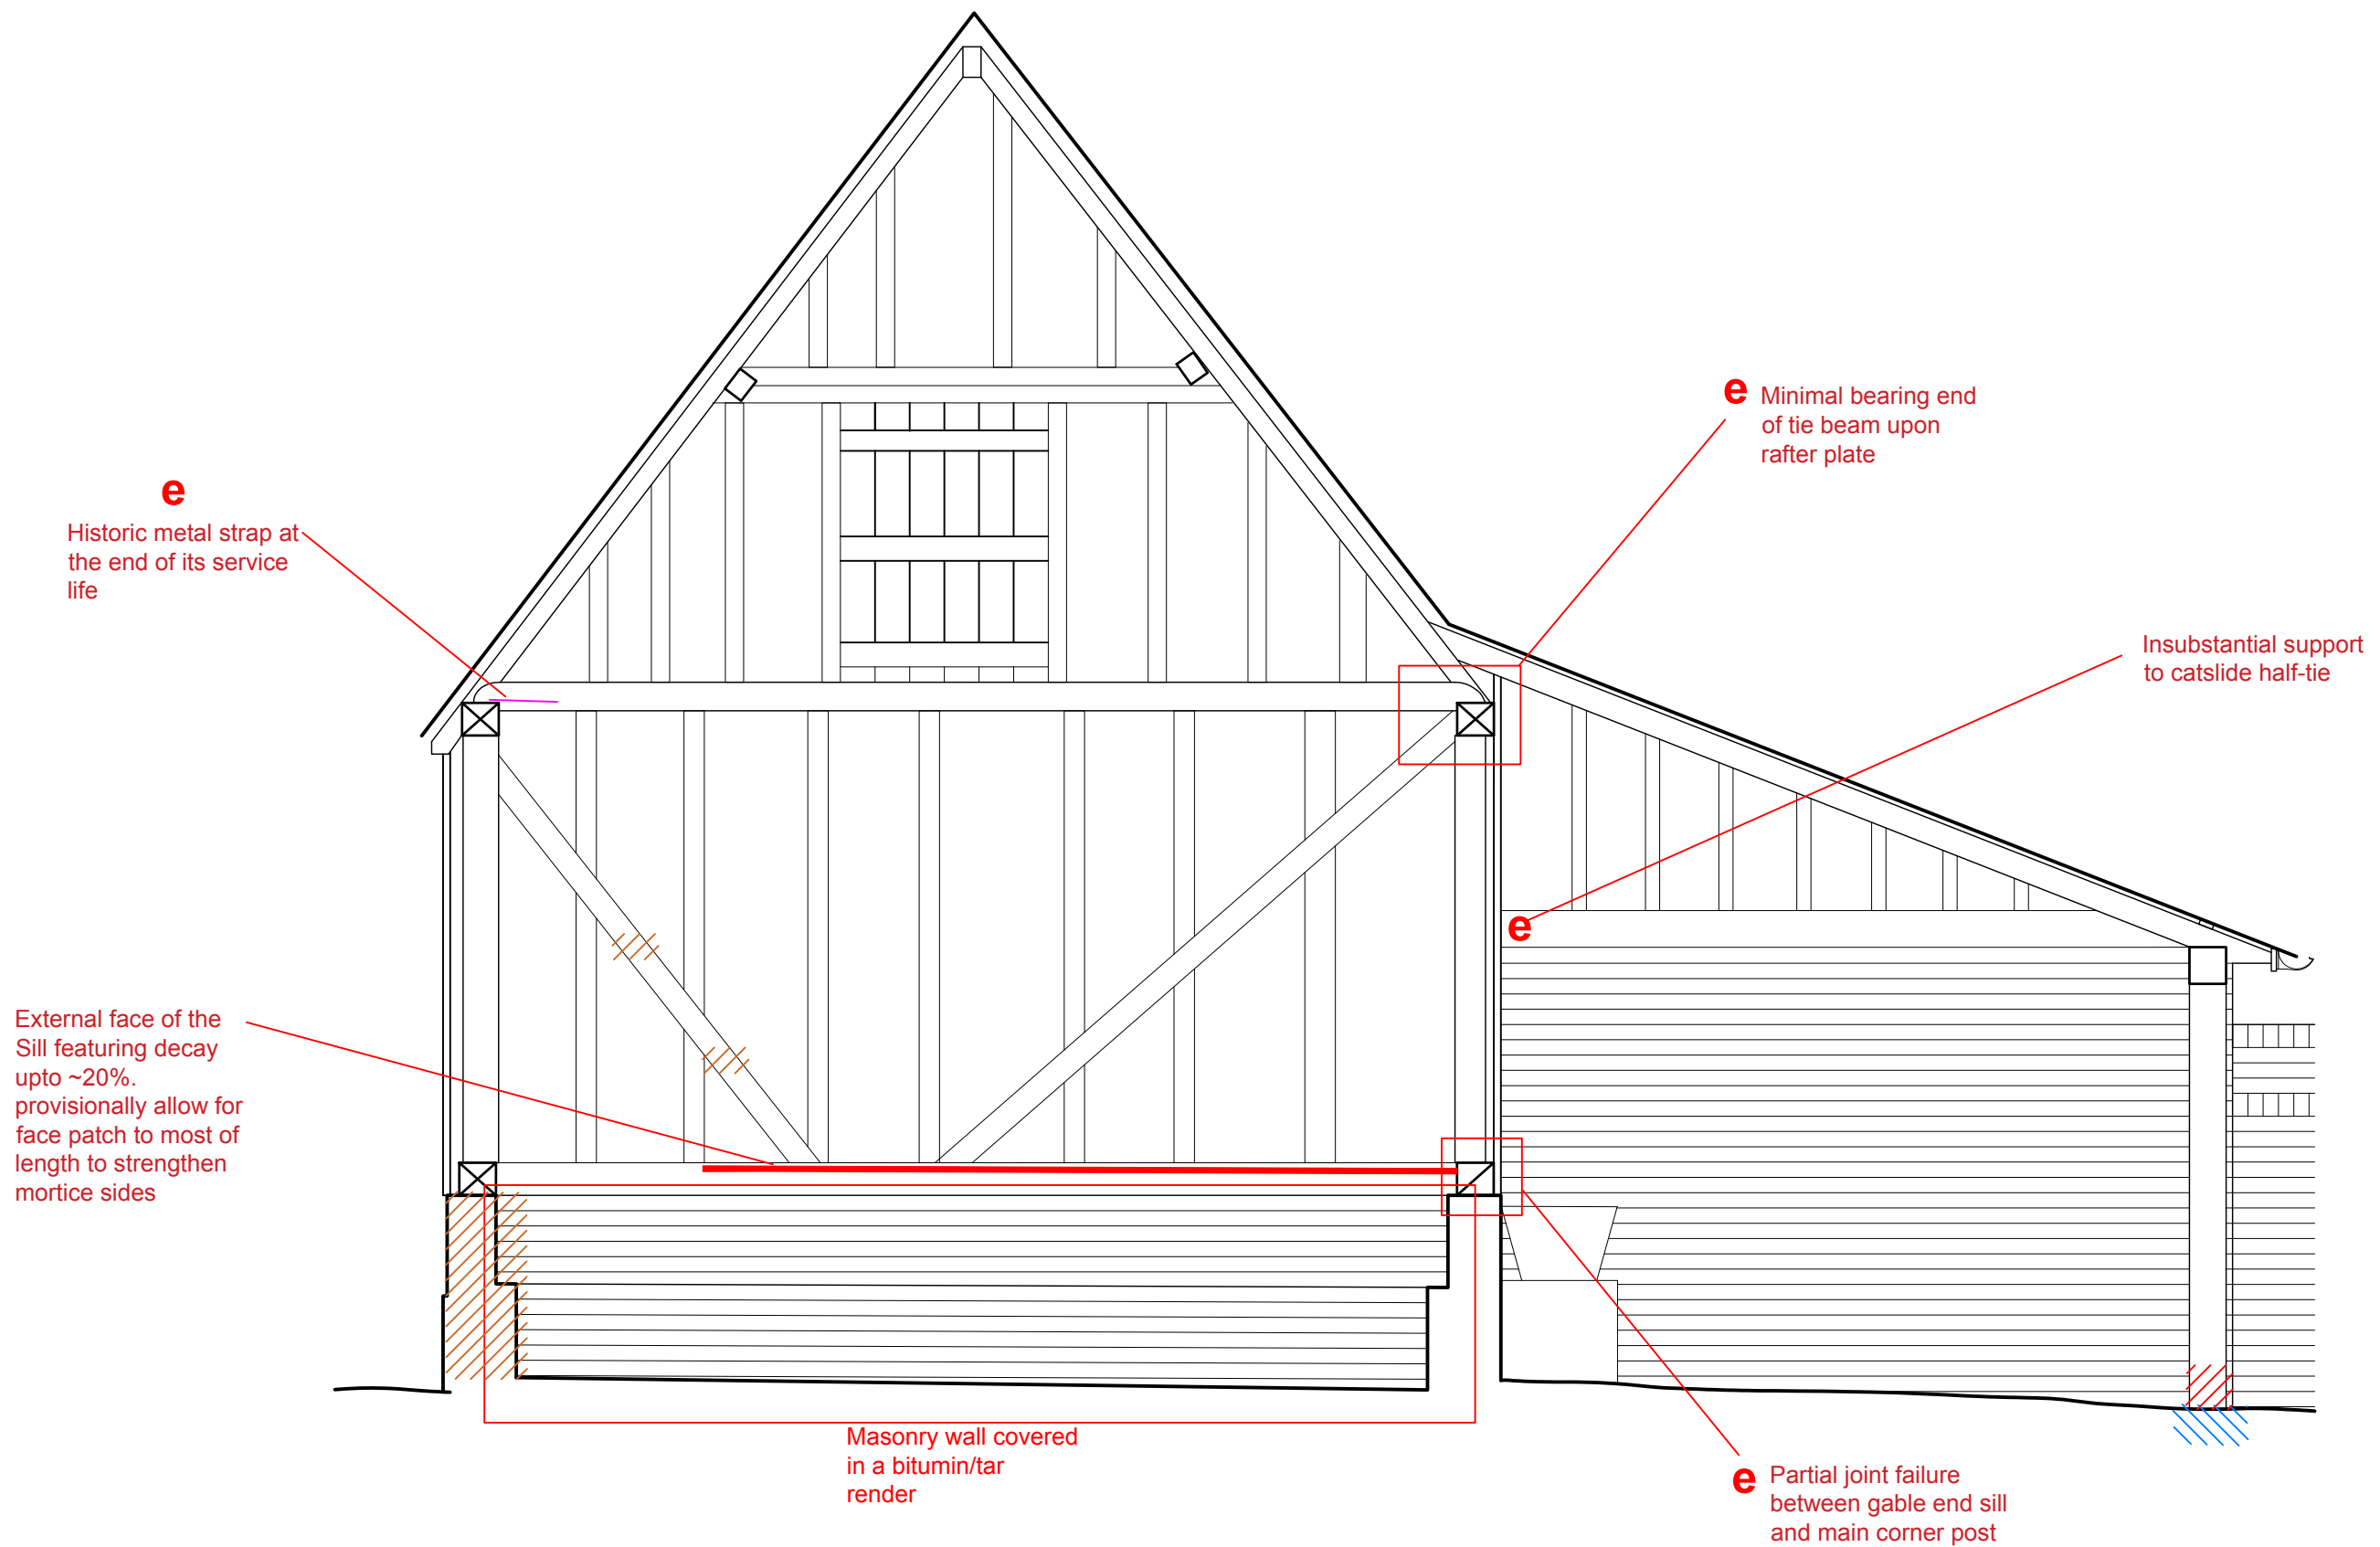 e
Minimal bearing end
of tie beam upon
rafter plate
e
Historic metal strap at
the end of its service
life
Insubstantial support
to catslide half-tie
e
External face of the
Sill featuring decay
upto ~20%.
provisionally allow for
face patch to most of
length to strengthen
mortice sides
Masonry wall covered
in a bitumin/tar
render
e
Partial joint failure
between gable end sill
and main corner post